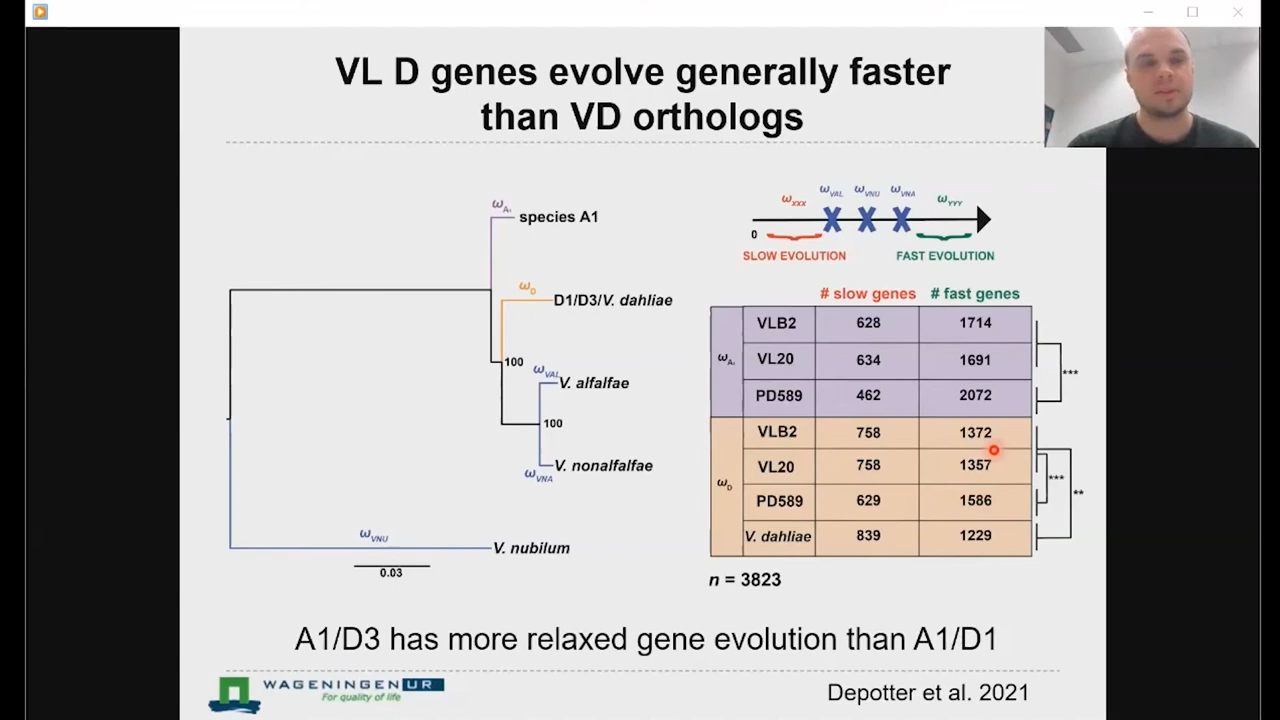 VL D genes evolve generally faster
than VD orthologs
ωA1
species A1
ωD
D1/D3/V. dahliae
100
ωVAL
V. alfalfae
100
V. nonalfalfae
ωVNA
ωVNU
V. nubilum
0.03
ωXXX ωVAL ωVNU ωVNA ωYYY
0
SLOW EVOLUTION FAST EVOLUTION
# slow genes # fast genes
ωA1
VLB2 628 1714
VL20 634 1691
PD589 462 2072
***
ωD
VLB2 758 1372
VL20 758 1357
PD589 629 1586
V. dahliae 839 1229
***
**
n = 3823
A1/D3 has more relaxed gene evolution than A1/D1
WAGENINGEN UR
For quality of life
Depotter et al. 2021